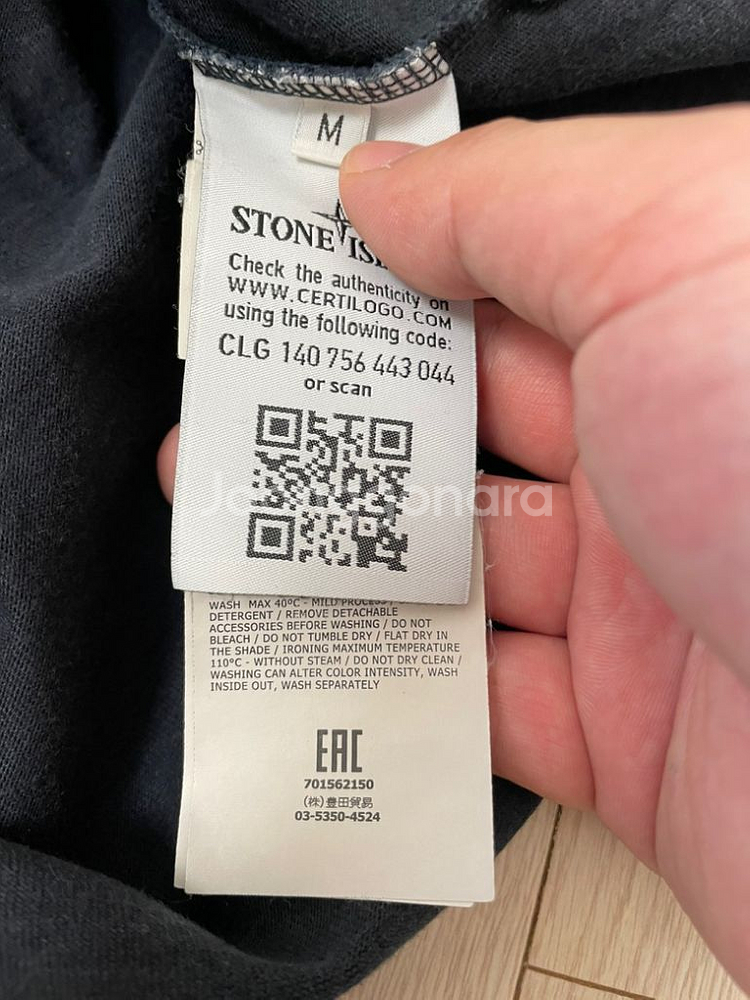 M
3
STONE
Check the authenticity on
WWW.CERTILOGO.COM
using the following code:
CLG 140 756 443 044
or scan
WASH MAX 40ºC - MILD PROCESS /
DETERGENT / REMOVE DETACHABLE
ACCESSORIES BEFORE WASHING / DO NOT
BLEACH / DO NOT TUMBLE DRY / FLAT DRY IN
THE SHADE / IRONING MAXIMUM TEMPERATURE
110ºC - WITHOUT STEAM / DO NOT DRY CLEAN /
WASHING CAN ALTER COLOR INTENSITY, WASH
INSIDE OUT, WASH SEPARATELY
EAC
701562150
(株)豊田貿易
03-5350-4524